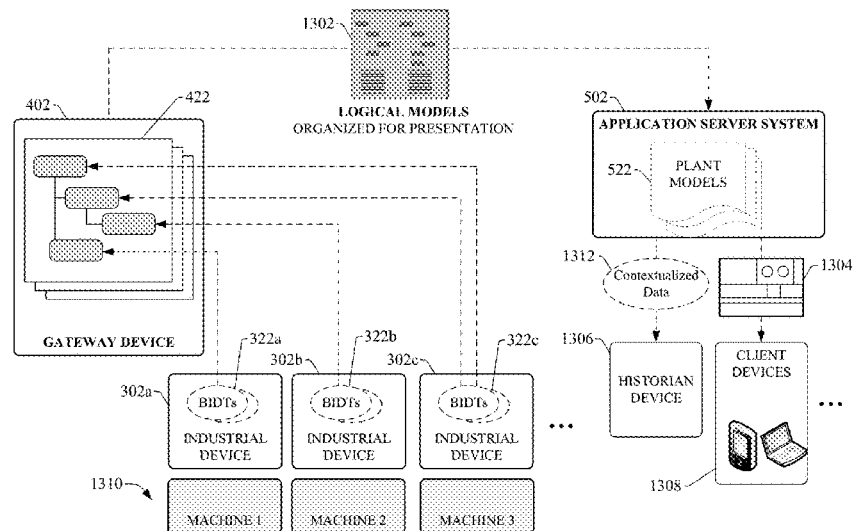 1302
LOGICAL MODELS
ORGANIZED FOR PRESENTATION
402
422
GATEWAY DEVICE
502
APPLICATION SERVER SYSTEM
522
PLANT
MODELS
1312
Contextualized
Data
1304
1306
HISTORIAN
DEVICE
CLIENT
DEVICES
...
1308
302a
322a
BIDTs
INDUSTRIAL
DEVICE
302b
322b
BIDTs
INDUSTRIAL
DEVICE
302c
322c
BIDTs
INDUSTRIAL
DEVICE
...
1310
MACHINE 1
MACHINE 2
MACHINE 3